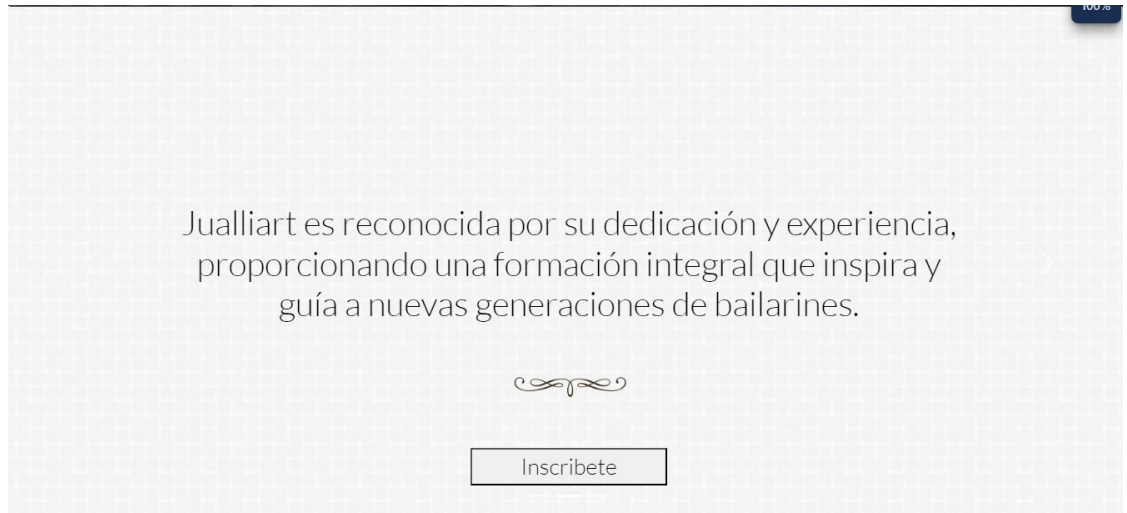 100%
Jualliart es reconocida por su dedicación y experiencia,
proporcionando una formación integral que inspira y
guía a nuevas generaciones de bailarines.
Inscribete